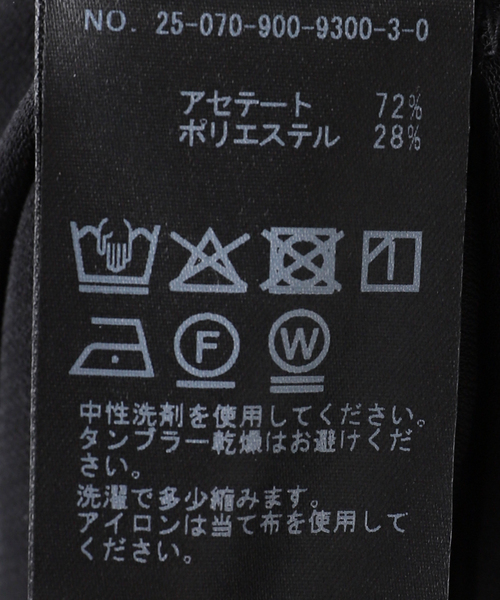 NO. 25-070-900-9300-3-0
アセテート 72%
ポリエステル 28%
F
W
中性洗剤を使用してください。
タンブラー乾燥はお避けくだ
さい。
洗濯で多少縮みます。
アイロンは当て布を使用して
ください。